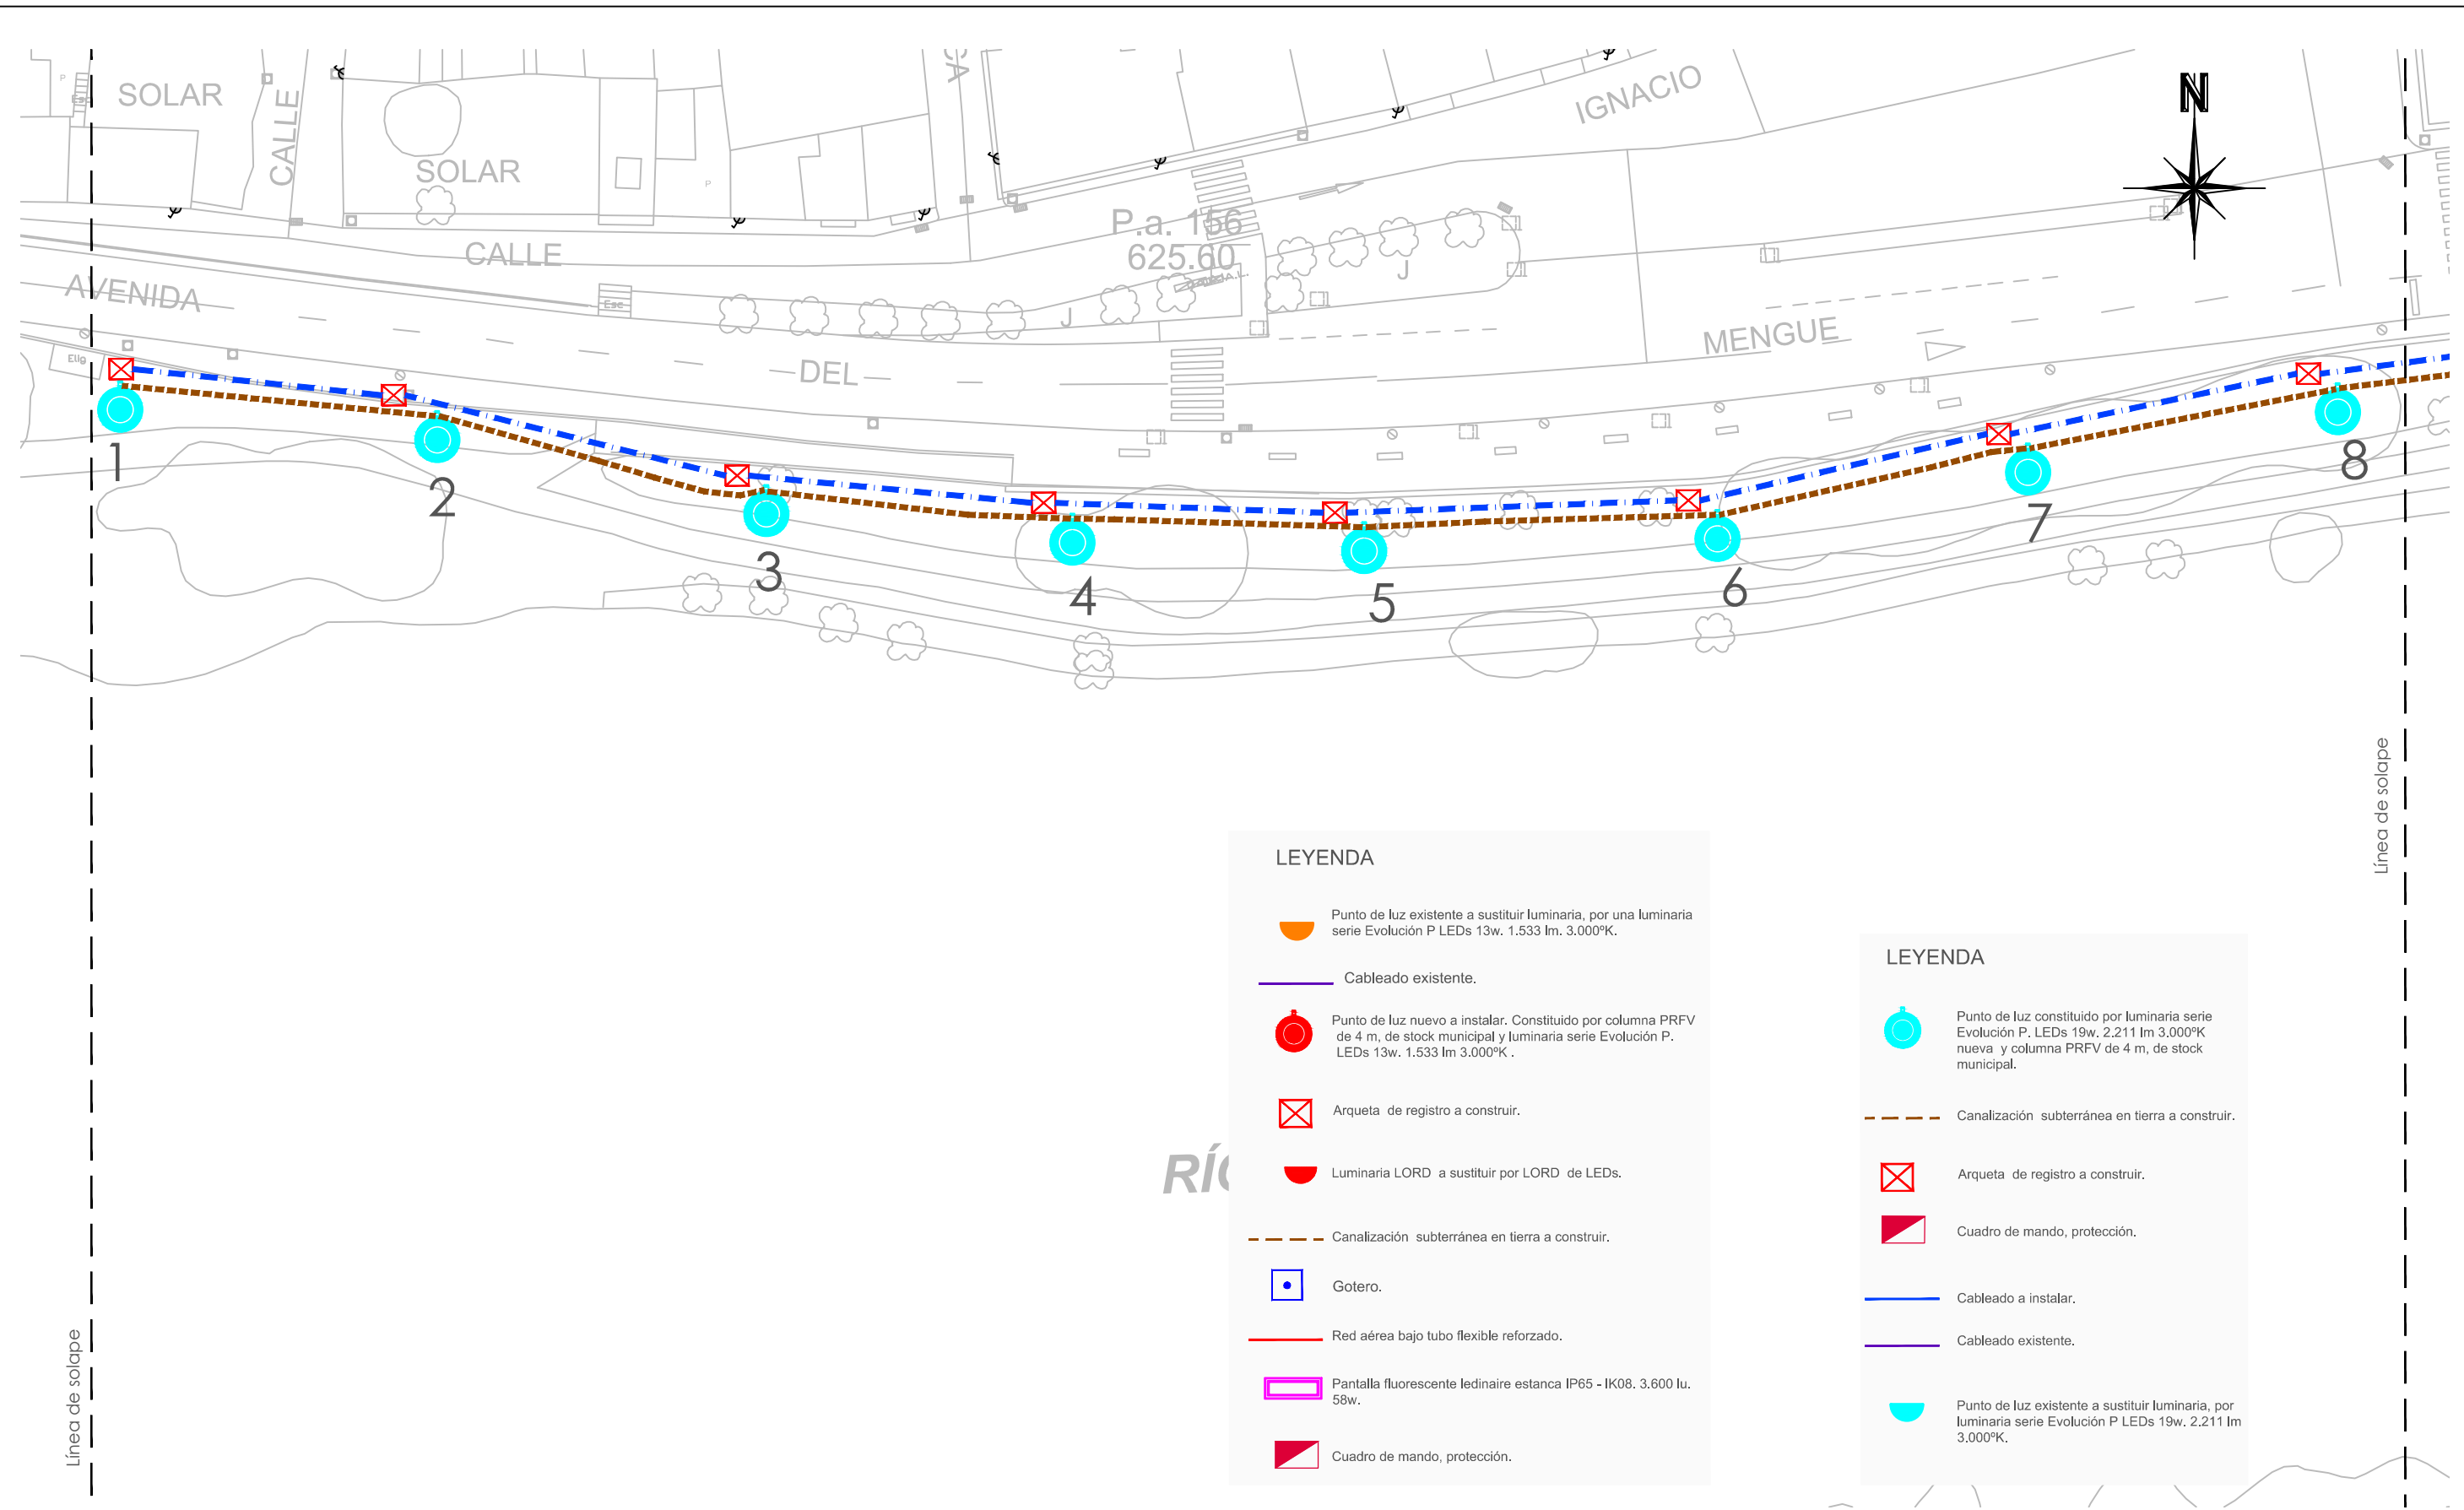 SOLAR
CALLE
SOLAR
P
Esc
P
CA
IGNACIO
N
P.a. 156
625.60
CALLE
AVENIDA
Esc
J
J
DEL
MENGUE
Elig
1
2
3
4
5
6
7
8
Línea de solape
Línea de solape
RÍO
LEYENDA
Punto de luz existente a sustituir luminaria, por una luminaria
serie Evolución P LEDs 13w. 1.533 lm. 3.000ºK.
Cableado existente.
Punto de luz nuevo a instalar. Constituido por columna PRFV
de 4 m, de stock municipal y luminaria serie Evolución P.
LEDs 13w. 1.533 lm 3.000ºK .
Arqueta de registro a construir.
Luminaria LORD a sustituir por LORD de LEDs.
Canalización subterránea en tierra a construir.
Gotero.
Red aérea bajo tubo flexible reforzado.
Pantalla fluorescente ledinaire estanca IP65 - IK08. 3.600 lu.
58w.
Cuadro de mando, protección.
LEYENDA
Punto de luz constituido por luminaria serie
Evolución P. LEDs 19w. 2.211 lm 3.000ºK
nueva y columna PRFV de 4 m, de stock
municipal.
Canalización subterránea en tierra a construir.
Arqueta de registro a construir.
Cuadro de mando, protección.
Cableado a instalar.
Cableado existente.
Punto de luz existente a sustituir luminaria, por
luminaria serie Evolución P LEDs 19w. 2.211 lm
3.000ºK.